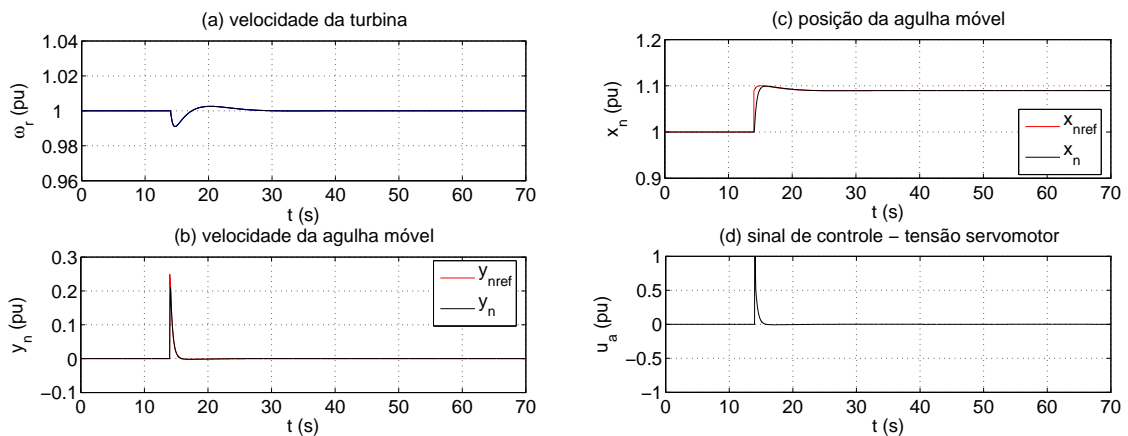 (a) velocidade da turbina
1.04
1.02
1
0.98
0.96
ω_r (pu)
0 10 20 30 40 50 60 70
t (s)
(c) posição da agulha móvel
1.2
1.1
1
0.9
x_n (pu)
x_nref
x_n
0 10 20 30 40 50 60 70
t (s)
(b) velocidade da agulha móvel
0.3
0.2
0.1
0
−0.1
y_n (pu)
y_nref
y_n
0 10 20 30 40 50 60 70
t (s)
(d) sinal de controle − tensão servomotor
1
0.5
0
−0.5
−1
u_a (pu)
0 10 20 30 40 50 60 70
t (s)